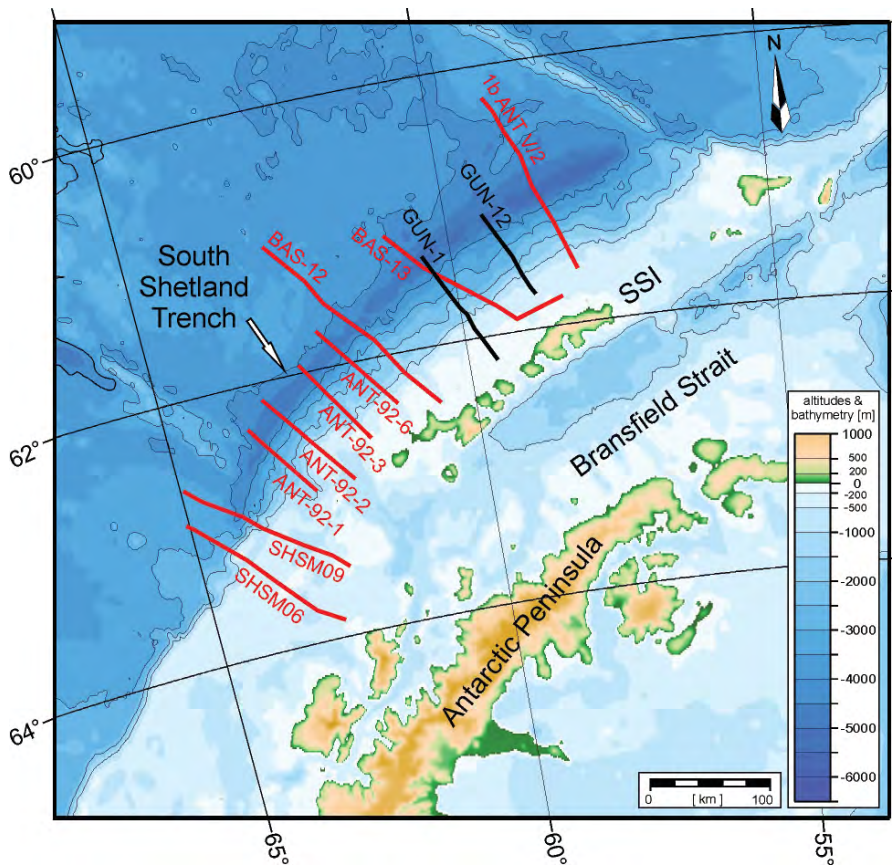 N
1b ANT V/2
60°
GUN-12
GUN-1
BAS-13
BAS-12
South
Shetland
Trench
SSI
ANT-92-6
ANT-92-3
ANT-92-2
ANT-92-1
Bransfield Strait
62°
SHSM09
SHSM06
Antarctic Peninsula
64°
altitudes &
bathymetry [m]
1000
500
200
0
-200
-500
-1000
-2000
-3000
-4000
-5000
-6000
0 [ km ] 100
65°
60°
55°